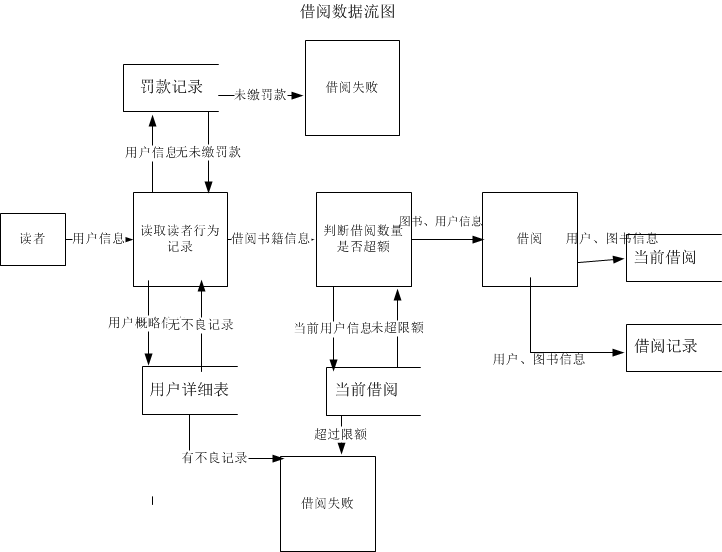 借阅数据流图
罚款记录
未缴罚款
借阅失败
用户信息
无未缴罚款
读者
用户信息
读取读者行为
记录
借阅书籍信息
判断借阅数量
是否超额
图书、用户信息
借阅
用户、图书信息
当前借阅
用户概略信
无不良记录
当前用户信息
未超限额
借阅记录
用户、图书信息
用户详细表
当前借阅
超过限额
有不良记录
借阅失败